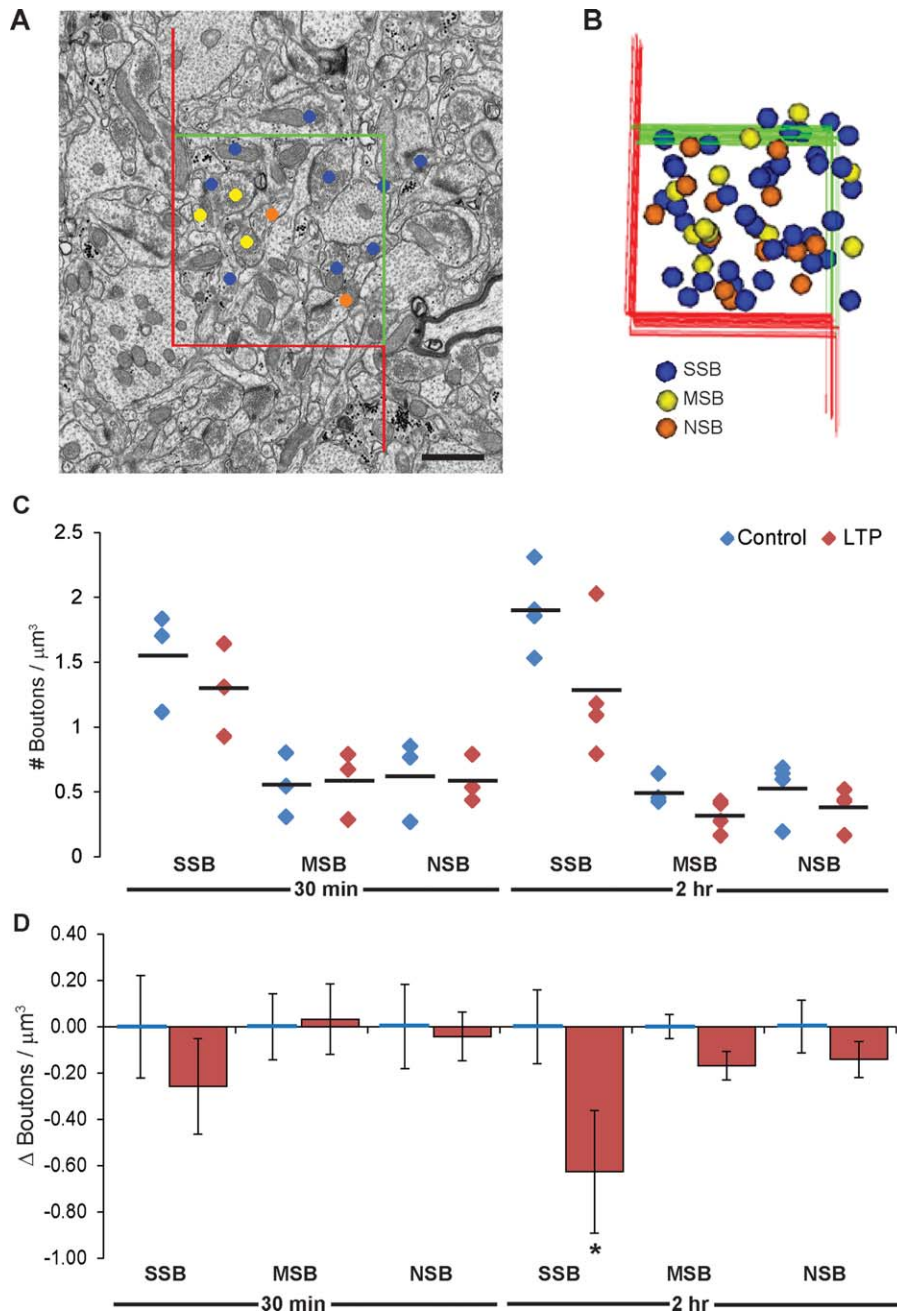 A
B
SSB
MSB
NSB
C
# Boutons / μm³
2.5
2
1.5
1
0.5
0
Control
LTP
SSB MSB NSB SSB MSB NSB
30 min 2 hr
D
Δ Boutons / μm³
0.40
0.20
0.00
-0.20
-0.40
-0.60
-0.80
-1.00
*
SSB MSB NSB SSB MSB NSB
30 min 2 hr